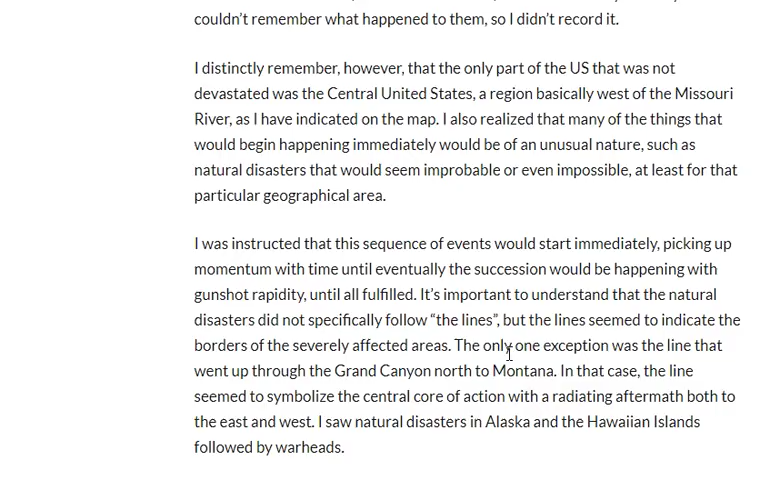 couldn’t remember what happened to them, so I didn’t record it.
I distinctly remember, however, that the only part of the US that was not
devastated was the Central United States, a region basically west of the Missouri
River, as I have indicated on the map. I also realized that many of the things that
would begin happening immediately would be of an unusual nature, such as
natural disasters that would seem improbable or even impossible, at least for that
particular geographical area.
I was instructed that this sequence of events would start immediately, picking up
momentum with time until eventually the succession would be happening with
gunshot rapidity, until all fulfilled. It’s important to understand that the natural
disasters did not specifically follow “the lines”, but the lines seemed to indicate the
borders of the severely affected areas. The only one exception was the line that
went up through the Grand Canyon north to Montana. In that case, the line
seemed to symbolize the central core of action with a radiating aftermath both to
the east and west. I saw natural disasters in Alaska and the Hawaiian Islands
followed by warheads.